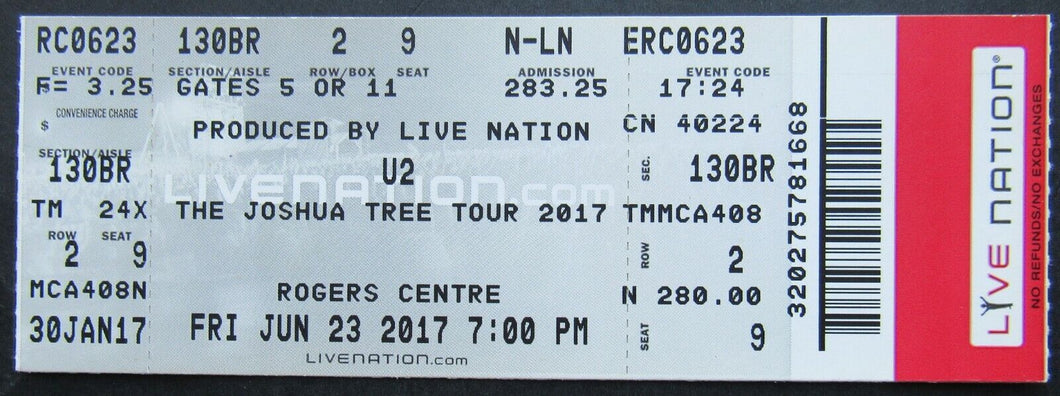 RC0623 130BR 2 9 N-LN ERC0623
EVENT CODE SECTION/AISLE ROW/BOX SEAT ADMISSION EVENT CODE
F= 3.25 GATES 5 OR 11 283.25 17:24
$ CONVENIENCE CHARGE
PRODUCED BY LIVE NATION CN 40224
SECTION/AISLE
130BR U2 SEC. 130BR
LIVENATION.com
TM 24X THE JOSHUA TREE TOUR 2017 TMMCA408
ROW SEAT
2 9 ROW 2
MCA408N ROGERS CENTRE N 280.00
30JAN17 FRI JUN 23 2017 7:00 PM SEAT 9
LIVENATION.com
3202757816​68
LIVE NATION®
NO REFUNDS/NO EXCHANGES